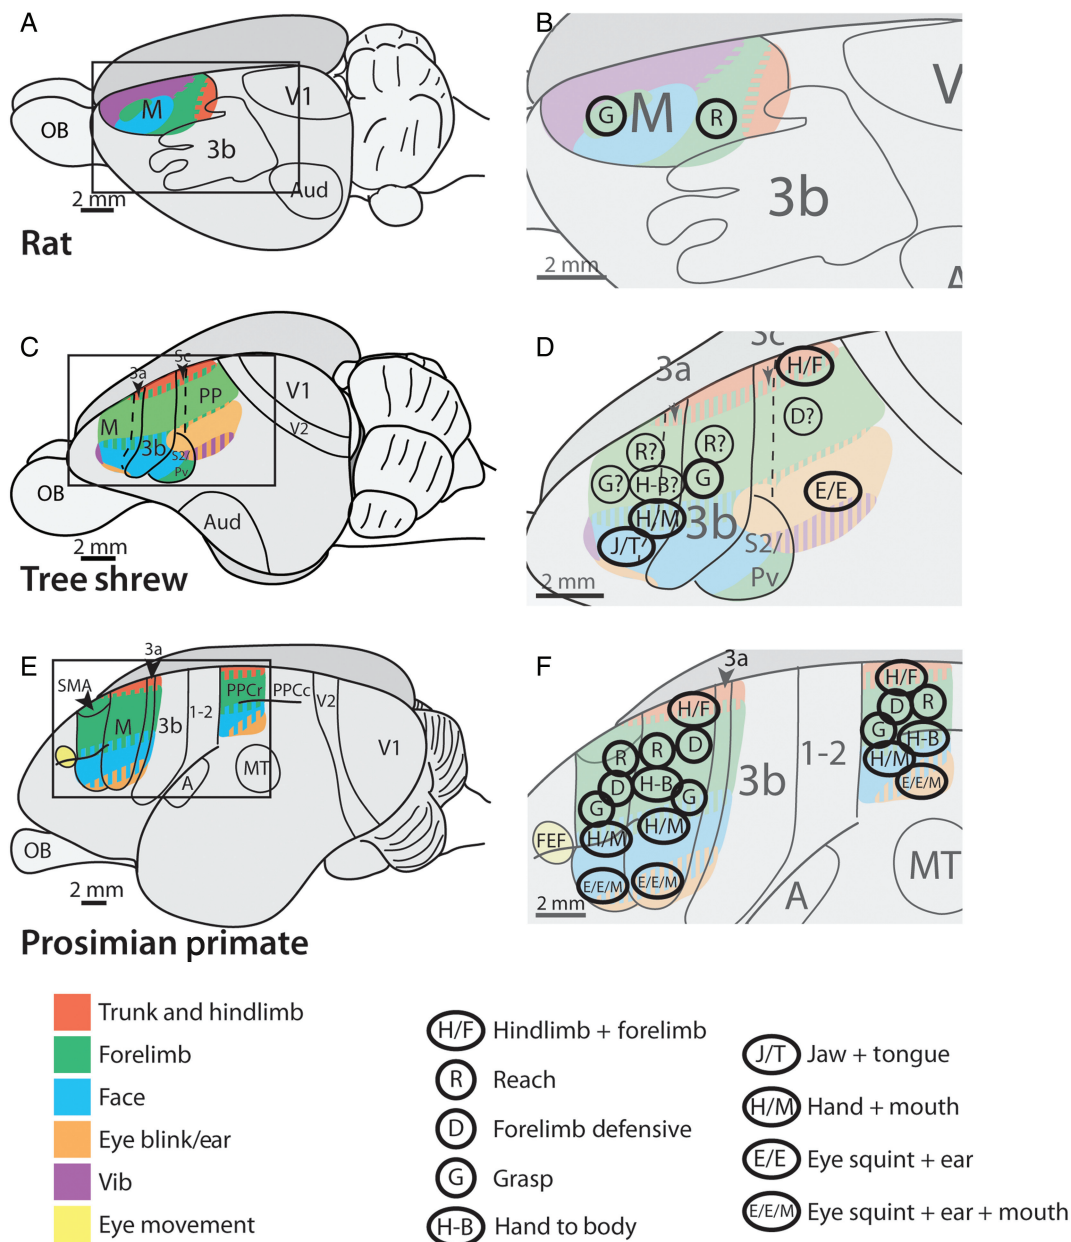 A
OB
M
V1
3b
Aud
2 mm
Rat
B
G
M
R
V
3b
2 mm
A
C
3a
Sc
PP
V1
M
V2
3b
S2/
Pv
OB
Aud
2 mm
Tree shrew
D
3c
3a
H/F
D?
R?
R?
G?
H-B?
G
H/M
E/E
3b
J/T
S2/
Pv
2 mm
E
3a
SMA
PPCr
PPCc
V2
M
3b
1-2
V1
MT
A
OB
2 mm
Prosimian primate
F
3a
H/F
H/F
D
R
R
R
D
G
1-2
H-B
D
H-B
3b
G
G
H/M
H/M
H/M
E/E/M
FEF
E/E/M
E/E/M
MT
A
2 mm
Trunk and hindlimb
Forelimb
Face
Eye blink/ear
Vib
Eye movement
H/F Hindlimb + forelimb
R Reach
D Forelimb defensive
G Grasp
H-B Hand to body
J/T Jaw + tongue
H/M Hand + mouth
E/E Eye squint + ear
E/E/M Eye squint + ear + mouth